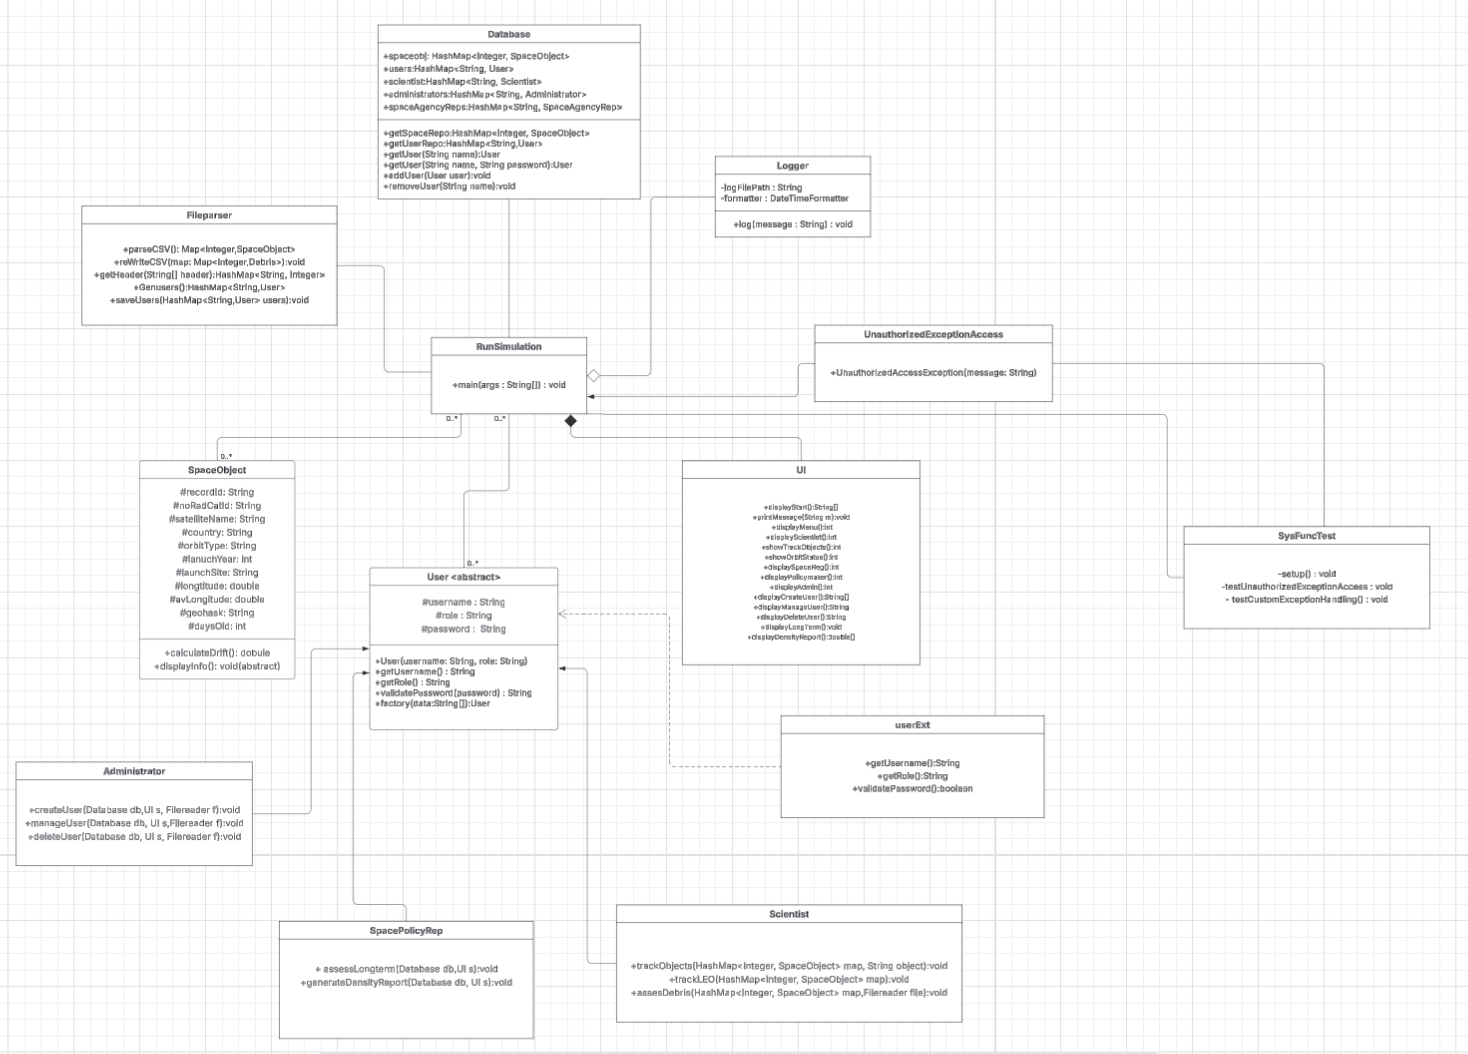 Database
+spaceobj: HashMap<Integer, SpaceObject>
+users:HashMap<String, User>
+scientist:HashMap<String, Scientist>
+administrators:HashMap<String, Administrator>
+spaceAgencyReps:HashMap<String, SpaceAgencyRep>
+getSpaceRepo:HashMap<Integer, SpaceObject>
+getUserRepo:HashMap<String,User>
+getUser(String name):User
+getUser(String name, String password):User
+addUser(User user):void
+removeUser(String name):void
Logger
-logFilePath : String
-formatter : DateTimeFormatter
+log(message : String) : void
Fileparser
+parseCSV(): Map<Integer,SpaceObject>
+reWriteCSV(map: Map<Integer,Debris>):void
+getHeader(String[] header):HashMap<String, Integer>
+Genusers():HashMap<String,User>
+saveUsers(HashMap<String,User> users):void
RunSimulation
+main(args : String[]) : void
UnauthorizedExceptionAccess
+UnauthorizedAccessException(message: String)
0..*
0..*
0..*
SpaceObject
#recordId: String
#noRadCatId: String
#satelliteName: String
#country: String
#orbitType: String
#lanuchYear: int
#launchSite: String
#longtitude: double
#avLongitude: double
#geohask: String
#daysOld: int
+calculateDrift(): dobule
+displayInfo(): void(abstract)
UI
+displayStart():String[]
+printMessage(String m):void
+displayMenu():int
+displayScientist():int
+showTrackObjects():int
+showOrbitStatus():int
+displaySpaceReg():int
+displayPolicymaker():int
+displayAdmin():int
+displayCreateUser():String[]
+displayManageUser():String
+displayDeleteUser():String
+displayLongTerm():void
+displayDensityReport():double[]
SysFuncTest
-setup() : void
-testUnauthorizedExceptionAccess : void
- testCustomExceptionHandling() : void
0..*
User <abstract>
#username : String
#role : String
#password : String
+User(username: String, role: String)
+getUsername() : String
+getRole() : String
+validatePassword(password) : String
+factory(data:String[]):User
userExt
+getUsername():String
+getRole():String
+validatePassword():boolean
Administrator
+createUser(Database db,UI s, Filereader f):void
+manageUser(Database db, UI s,Filereader f):void
+deleteUser(Database db, UI s, Filereader f):void
SpacePolicyRep
+ assessLongterm(Database db,UI s):void
+generateDensityReport(Database db, UI s):void
Scientist
+trackObjects(HashMap<Integer, SpaceObject> map, String object):void
+trackLEO(HashMap<Integer, SpaceObject> map):void
+assesDebris(HashMap<Integer, SpaceObject> map,Filereader file):void